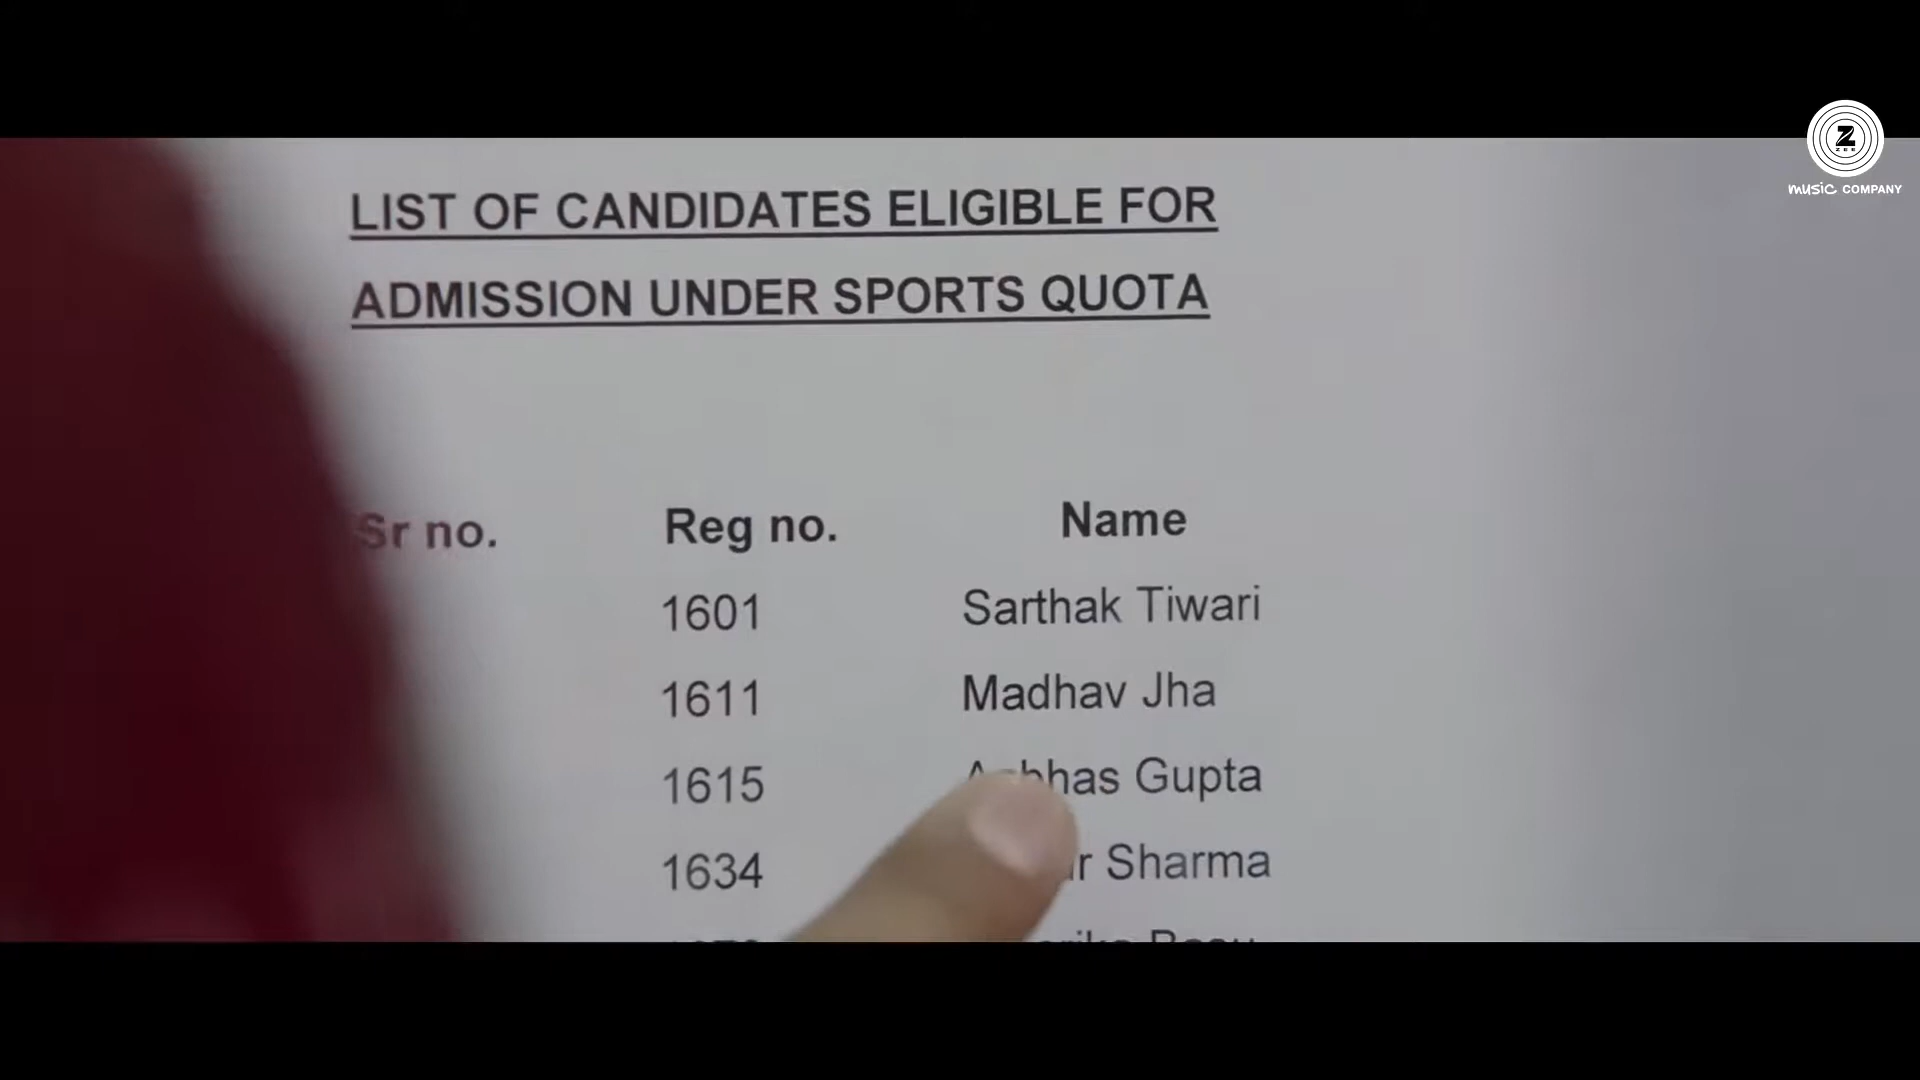 Z
ZEE
music COMPANY
LIST OF CANDIDATES ELIGIBLE FOR
ADMISSION UNDER SPORTS QUOTA
Sr no. Reg no. Name
1601 Sarthak Tiwari
1611 Madhav Jha
1615 Gupta
1634 Sharma